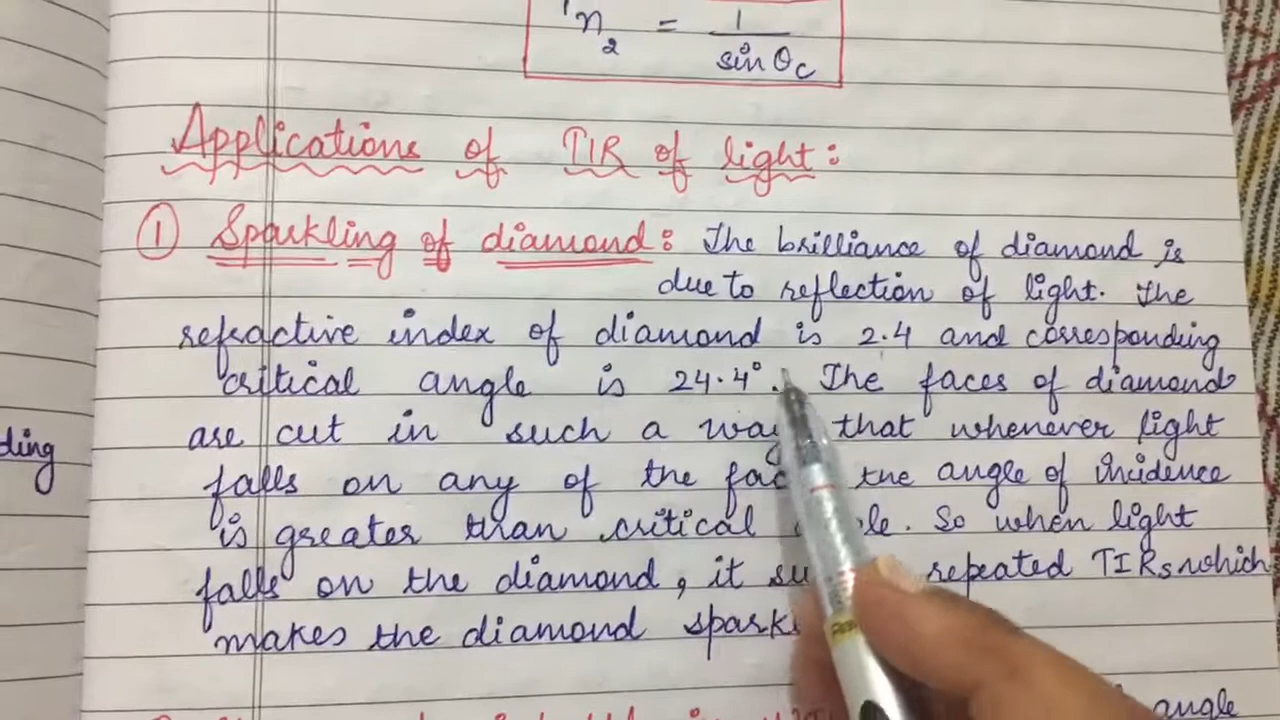 ¹n₂ = 1 / sin θc
Applications of TIR of light:
① Sparkling of diamond: The brilliance of diamond is
due to reflection of light. The
refractive index of diamond is 2.4 and corresponding
critical angle is 24.4°. The faces of diamond
are cut in such a way that whenever light
falls on any of the the angle of incidence
is greater than critical. So when light
falls on the diamond, it repeated TIRs which
makes the diamond
ding
angle